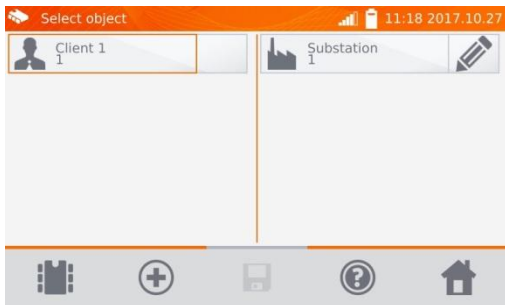 Select object
11:18 2017.10.27
Client 1
1
Substation
1